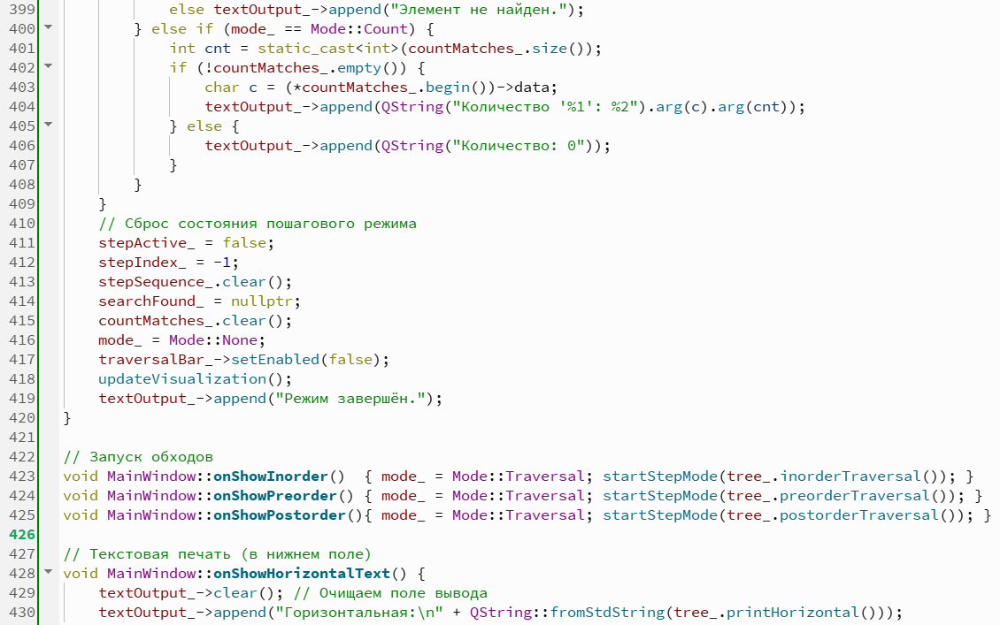 399             else textOutput_->append("Элемент не найден.");
400         } else if (mode_ == Mode::Count) {
401             int cnt = static_cast<int>(countMatches_.size());
402             if (!countMatches_.empty()) {
403                 char c = (*countMatches_.begin())->data;
404                 textOutput_->append(QString("Количество '%1': %2").arg(c).arg(cnt));
405             } else {
406                 textOutput_->append(QString("Количество: 0"));
407             }
408         }
409     }
410     // Сброс состояния пошагового режима
411     stepActive_ = false;
412     stepIndex_ = -1;
413     stepSequence_.clear();
414     searchFound_ = nullptr;
415     countMatches_.clear();
416     mode_ = Mode::None;
417     traversalBar_->setEnabled(false);
418     updateVisualization();
419     textOutput_->append("Режим завершён.");
420 }
421
422 // Запуск обходов
423 void MainWindow::onShowInorder()  { mode_ = Mode::Traversal; startStepMode(tree_.inorderTraversal()); }
424 void MainWindow::onShowPreorder() { mode_ = Mode::Traversal; startStepMode(tree_.preorderTraversal()); }
425 void MainWindow::onShowPostorder(){ mode_ = Mode::Traversal; startStepMode(tree_.postorderTraversal()); }
426
427 // Текстовая печать (в нижнем поле)
428 void MainWindow::onShowHorizontalText() {
429     textOutput_->clear(); // Очищаем поле вывода
430     textOutput_->append("Горизонтальная:\n" + QString::fromStdString(tree_.printHorizontal()));